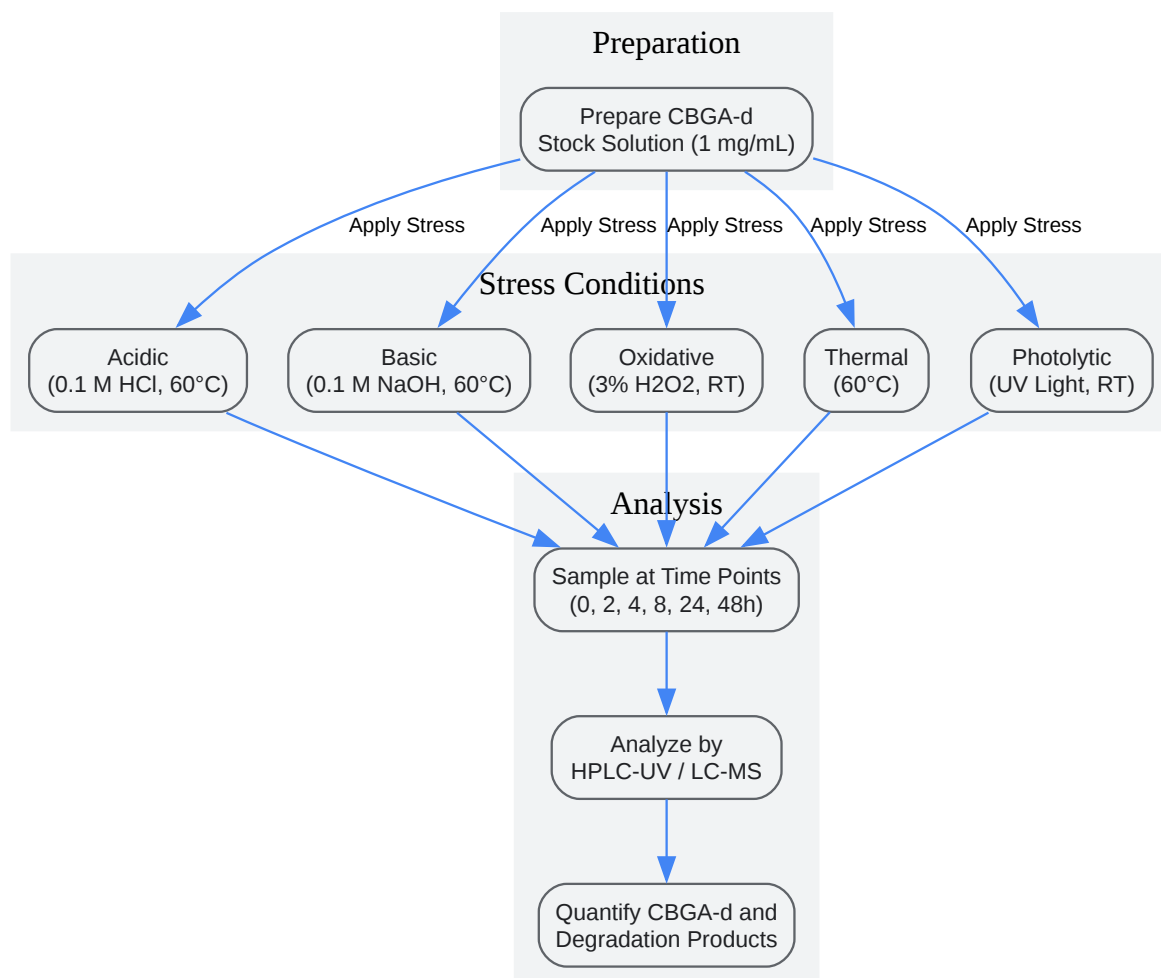 Preparation
Prepare CBGA-d
Stock Solution (1 mg/mL)
Apply Stress
Apply Stress
Apply Stress
Apply Stress
Apply Stress
Stress Conditions
Acidic
(0.1 M HCl, 60°C)
Basic
(0.1 M NaOH, 60°C)
Oxidative
(3% H2O2, RT)
Thermal
(60°C)
Photolytic
(UV Light, RT)
Analysis
Sample at Time Points
(0, 2, 4, 8, 24, 48h)
Analyze by
HPLC-UV / LC-MS
Quantify CBGA-d and
Degradation Products